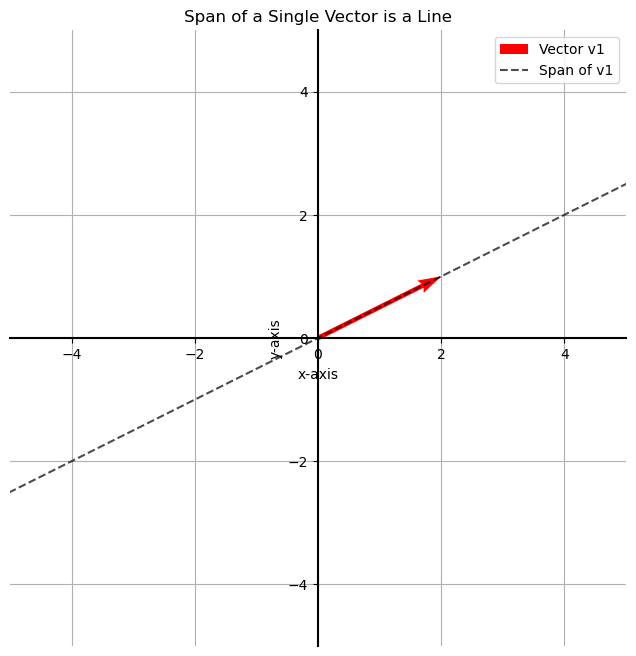 Span of a Single Vector is a Line
Vector v1
Span of v1
4
2
y-axis
0
−4
−2
0
2
4
x-axis
−2
−4